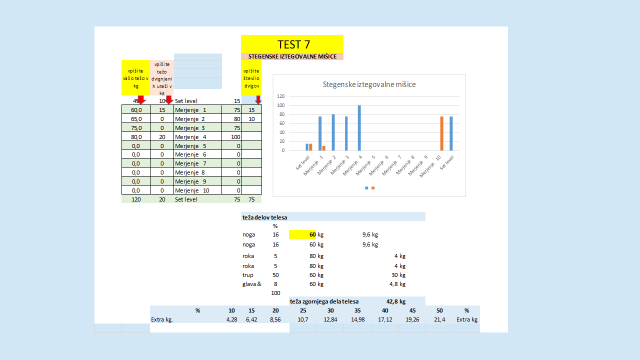 TEST 7
STEGENSKE IZTEGOVALNE MIŠICE
vpišite vpišite vpišite
vašo težo v težo število
kg dvignjeni dvigov
h uteži v
kg
10 Set level 15
60,0 15 Merjenje 1 75 15
65,0 0 Merjenje 2 80 10
75,0 0 Merjenje 3 75
80,0 20 Merjenje 4 100
0,0 0 Merjenje 5 0
0,0 0 Merjenje 6 0
0,0 0 Merjenje 7 0
0,0 0 Merjenje 8 0
0,0 0 Merjenje 9 0
0,0 0 Merjenje 10 0
120 20 Set level 75 75
Stegenske iztegovalne mišice
120
100
80
60
40
20
0
Set level
Merjenje 1
Merjenje 2
Merjenje 3
Merjenje 4
Merjenje 5
Merjenje 6
Merjenje 7
Merjenje 8
Merjenje 9
Merjenje 10
Set level
teža delov telesa
%
noga 16 60 kg 9,6 kg
noga 16 60 kg 9,6 kg
roka 5 80 kg 4 kg
roka 5 80 kg 4 kg
trup 50 60 kg 30 kg
glava & 8 60 kg 4,8 kg
100
teža zgornjega dela telesa 42,8 kg
% 10 15 20 25 30 35 40 45 50 %
Extra kg. 4,28 6,42 8,56 10,7 12,84 14,98 17,12 19,26 21,4 Extra kg